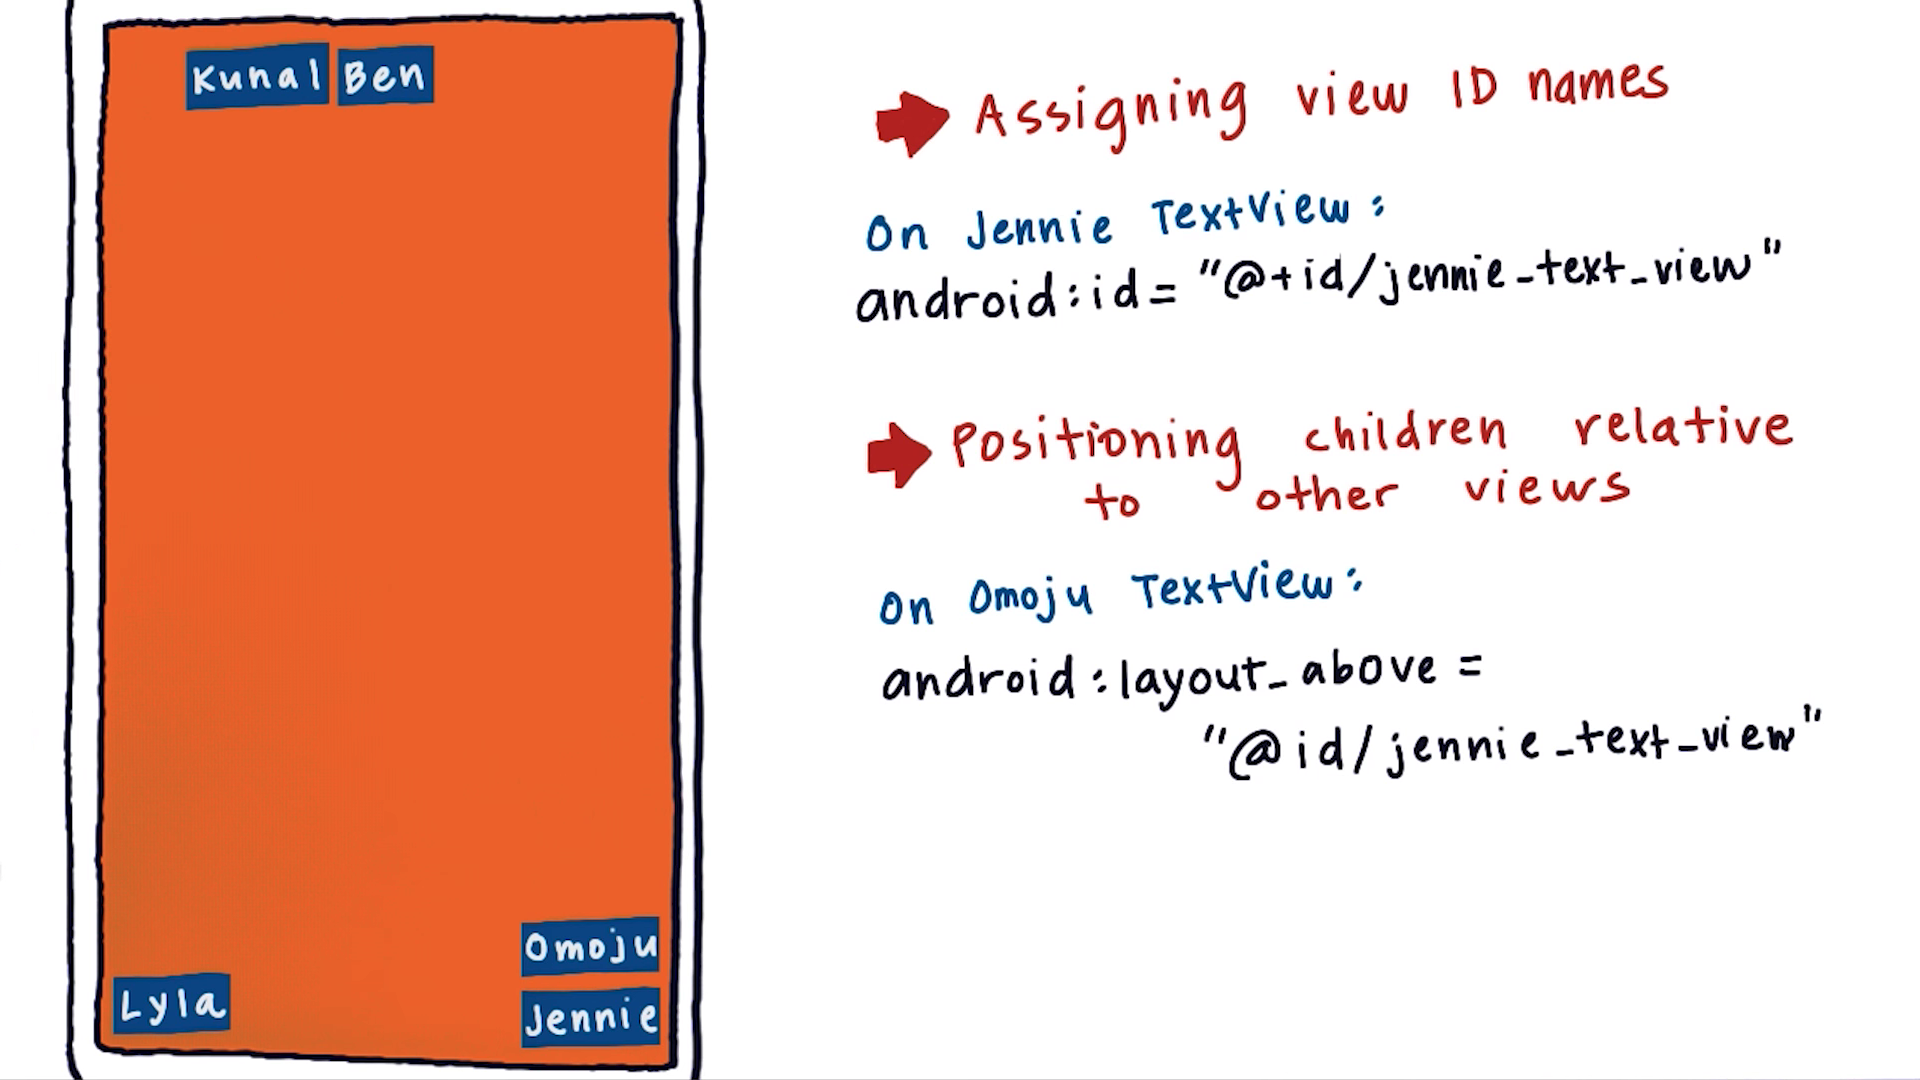 Kunal Ben
Assigning view ID names
On Jennie TextView:
android:id= "@+id/jennie_text_view"
Positioning children relative
to other views
On Omoju TextView:
android:layout_above =
"@id/jennie_text_view"
Omoju
Lyla
Jennie